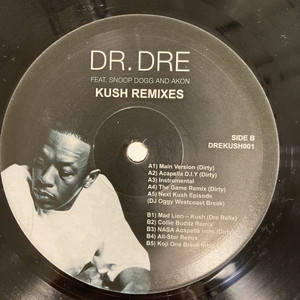 DR. DRE
FEAT. SNOOP DOGG AND AKON
KUSH REMIXES
SIDE B
DREKUSH001
A1) Main Version (Dirty)
A2) Acapella D.I.Y (Dirty)
A3) Instrumental
A4) The Game Remix (Dirty)
A5) Next Kush Episode
(DJ Oggy Westcoast Break)
B1) Mad Lion – Kush (Dre Refix)
B2) Collie Buddz Remix
B3) NASA Acapella Intro (Dirty)
B4) All-Star Remix
B5) Koji One Break